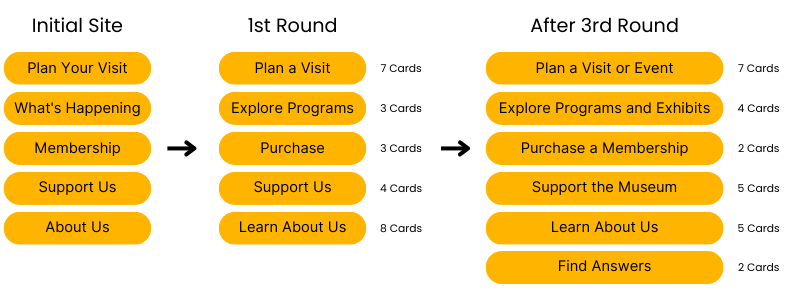 Initial Site
Plan Your Visit
What's Happening
Membership
Support Us
About Us
1st Round
Plan a Visit 7 Cards
Explore Programs 3 Cards
Purchase 3 Cards
Support Us 4 Cards
Learn About Us 8 Cards
After 3rd Round
Plan a Visit or Event 7 Cards
Explore Programs and Exhibits 4 Cards
Purchase a Membership 2 Cards
Support the Museum 5 Cards
Learn About Us 5 Cards
Find Answers 2 Cards